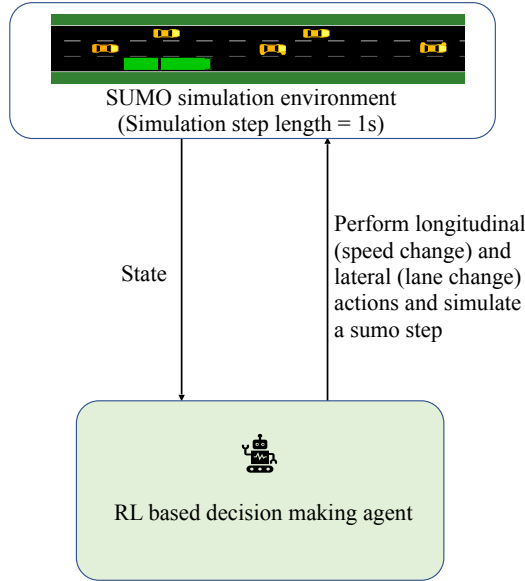 SUMO simulation environment
(Simulation step length = 1s)
State
Perform longitudinal
(speed change) and
lateral (lane change)
actions and simulate
a sumo step
RL based decision making agent